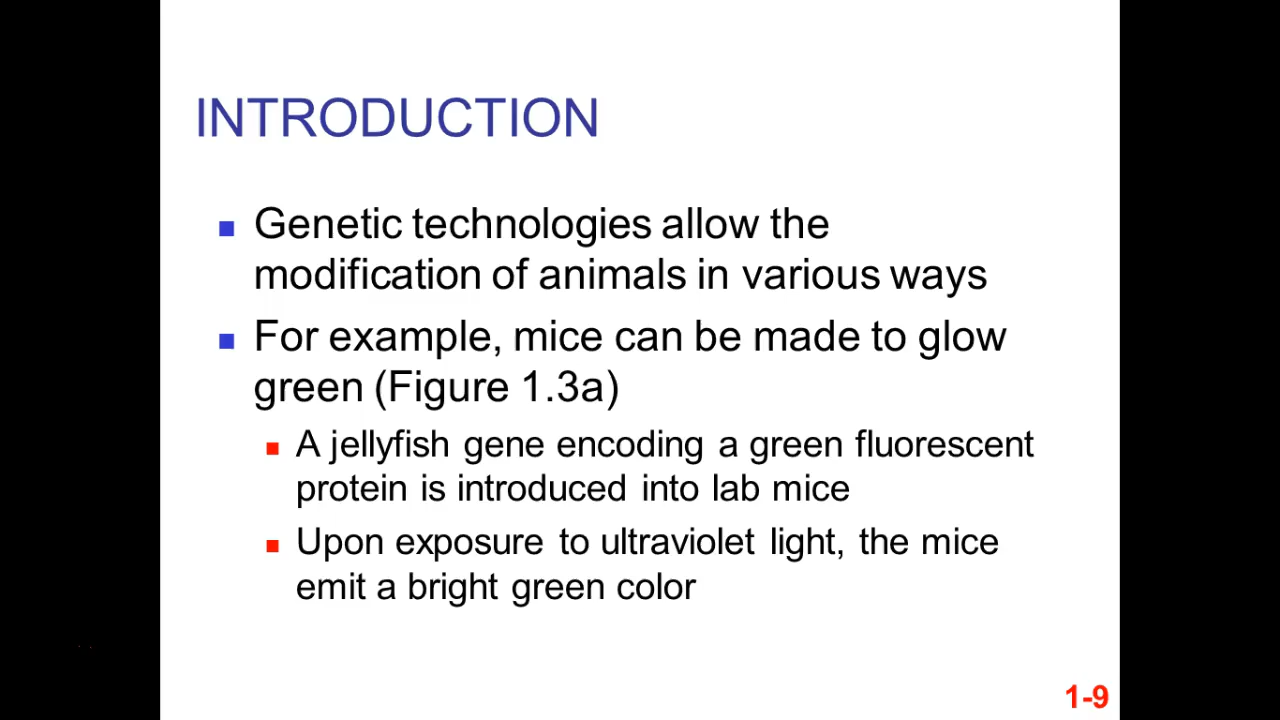 INTRODUCTION
Genetic technologies allow the
modification of animals in various ways
For example, mice can be made to glow
green (Figure 1.3a)
A jellyfish gene encoding a green fluorescent
protein is introduced into lab mice
Upon exposure to ultraviolet light, the mice
emit a bright green color
1-9